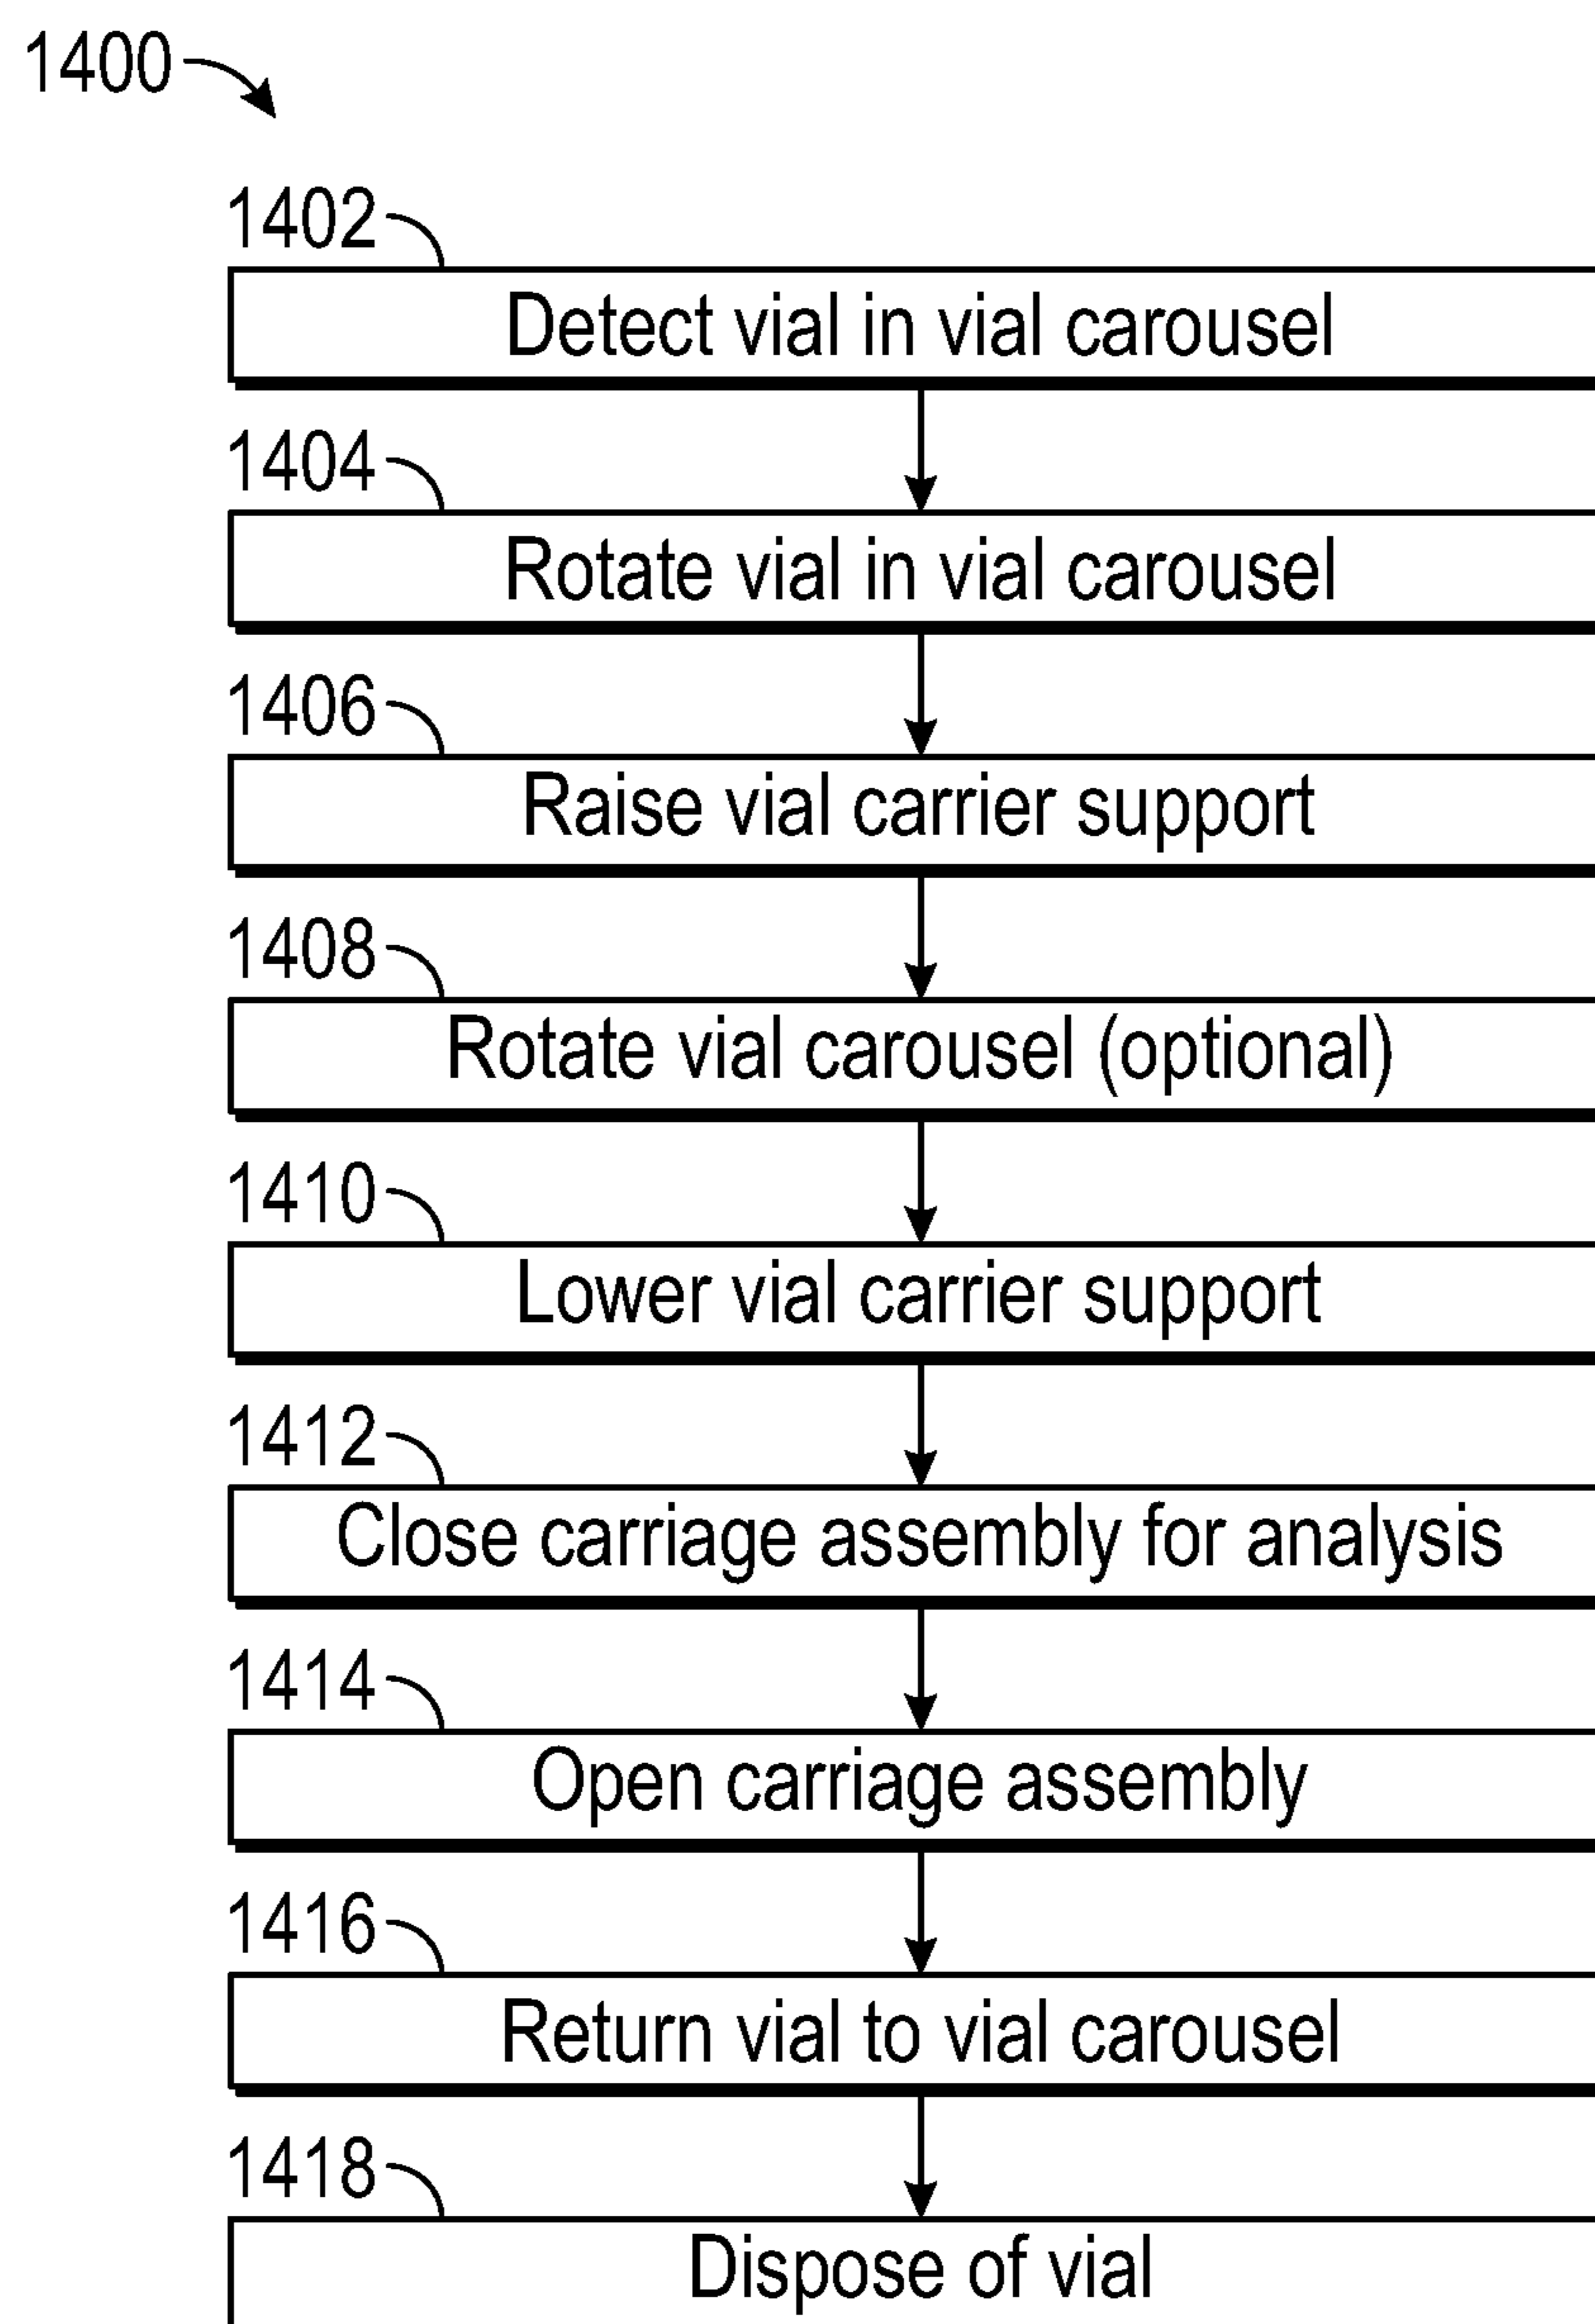 1400
1402
Detect vial in vial carousel
1404
Rotate vial in vial carousel
1406
Raise vial carrier support
1408
Rotate vial carousel (optional)
1410
Lower vial carrier support
1412
Close carriage assembly for analysis
1414
Open carriage assembly
1416
Return vial to vial carousel
1418
Dispose of vial